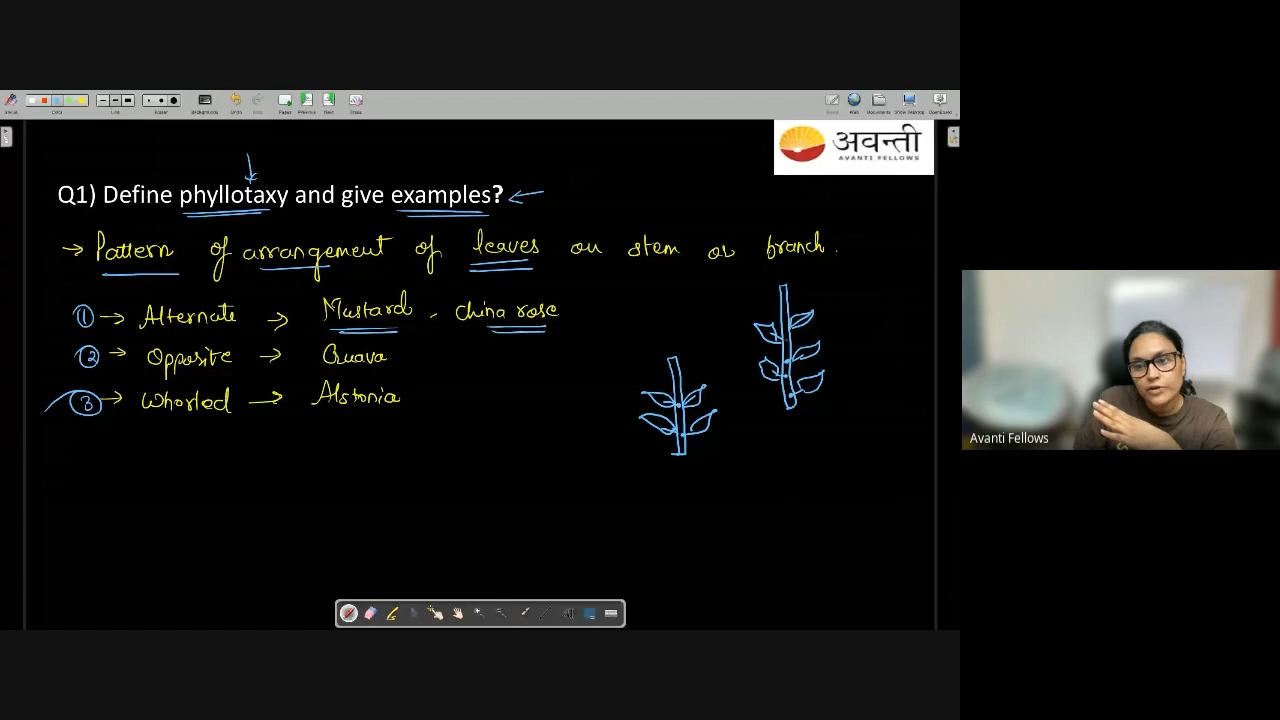 अवन्ती
AVANTI FELLOWS
Q1) Define phyllotaxy and give examples?
→ Pattern of arrangement of leaves on stem or branch.
① → Alternate → Mustard, China rose
② → Opposite → Guava
③ → Whorled → Alstonia
Avanti Fellows